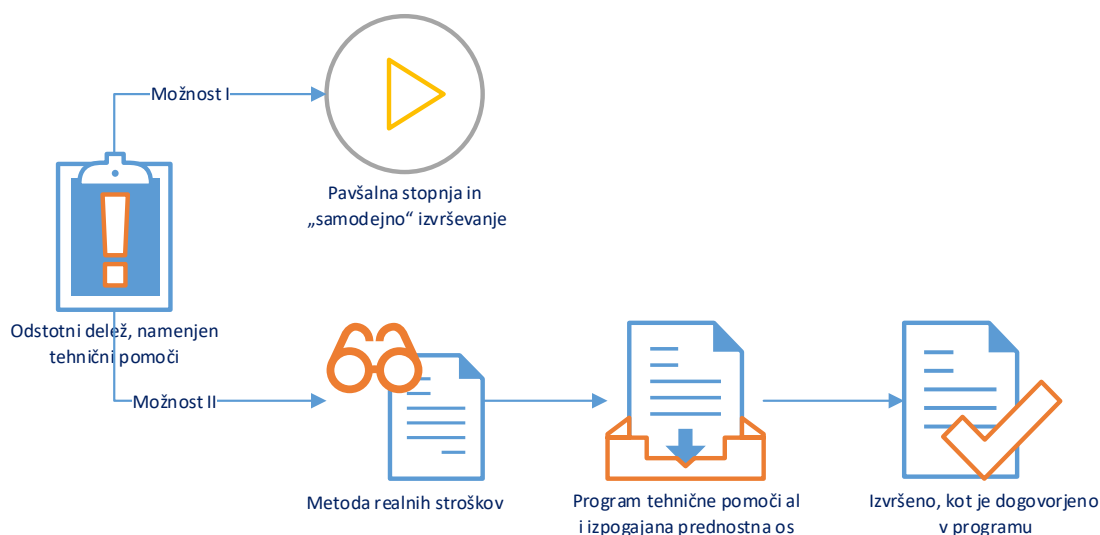 Možnost I
Pavšalna stopnja in
„samodejno“ izvrševanje
Odstotni delež, namenjen
tehnični pomoči
Možnost II
Metoda realnih stroškov
Program tehnične pomoči al
i izpogajana prednostna os
Izvršeno, kot je dogovorjeno
v programu